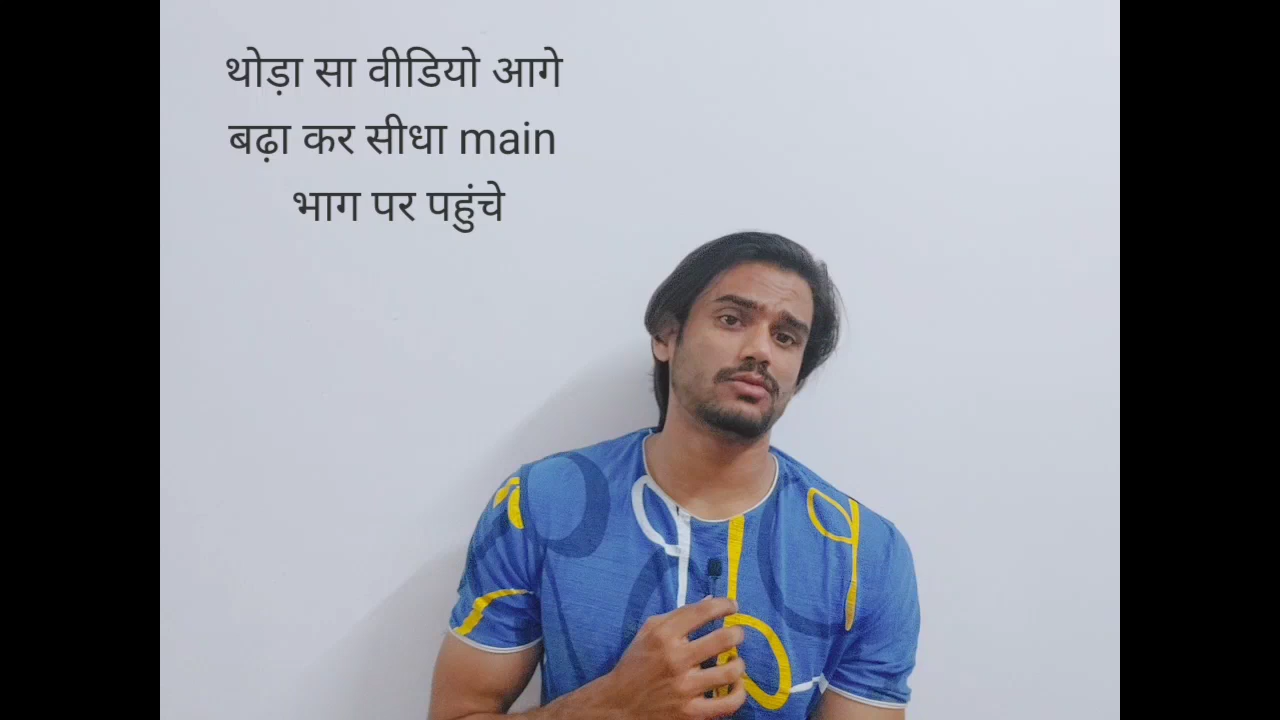 थोड़ा सा वीडियो आगे
बढ़ा कर सीधा main
भाग पर पहुंचे